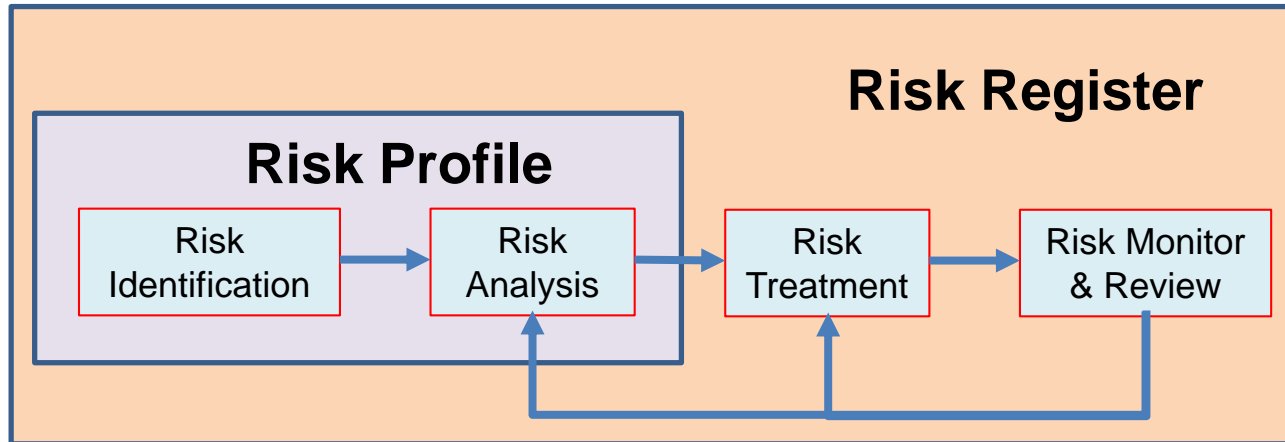 Risk Register
Risk Profile
Risk
Identification
Risk
Analysis
Risk
Treatment
Risk Monitor
& Review